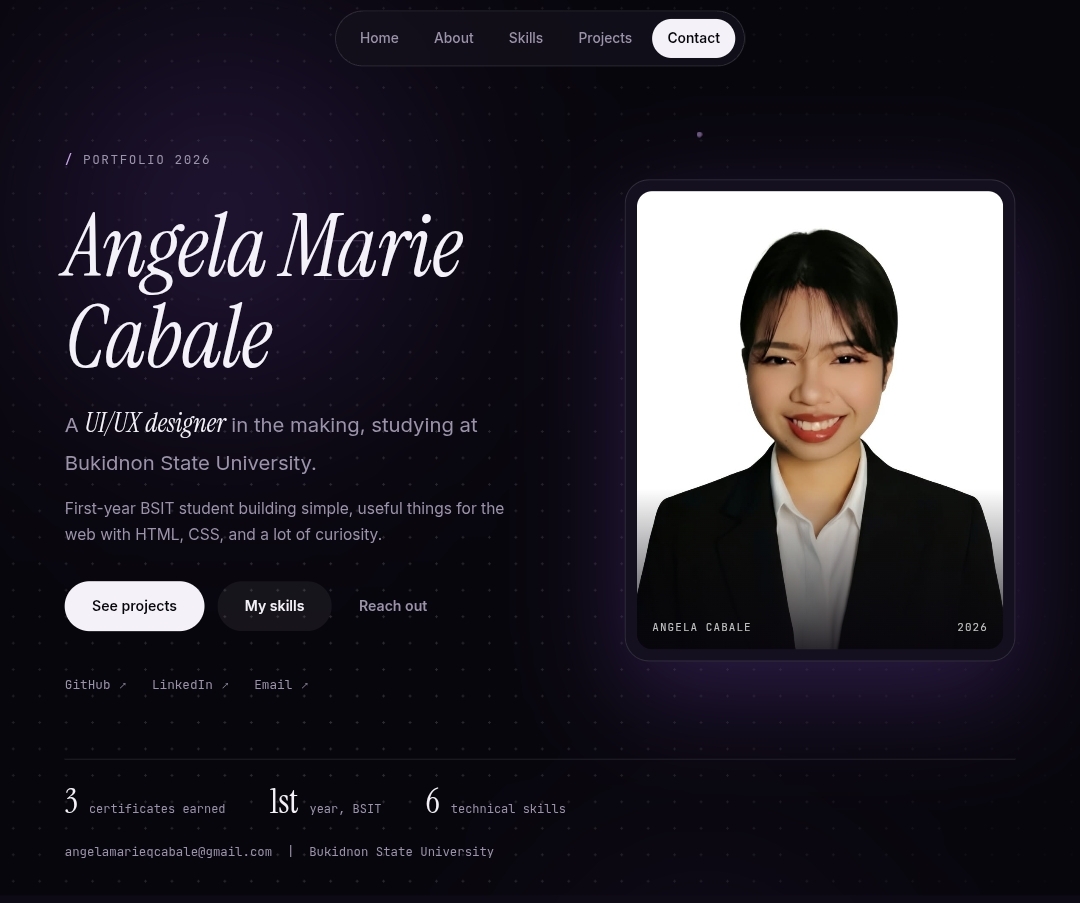 Home About Skills Projects Contact
/ PORTFOLIO 2026
Angela Marie
Cabale
A UI/UX designer in the making, studying at
Bukidnon State University.
First-year BSIT student building simple, useful things for the
web with HTML, CSS, and a lot of curiosity.
See projects My skills Reach out
ANGELA CABALE 2026
GitHub ↗ LinkedIn ↗ Email ↗
3 certificates earned 1st year, BSIT 6 technical skills
angelamarieqcabale@gmail.com | Bukidnon State University